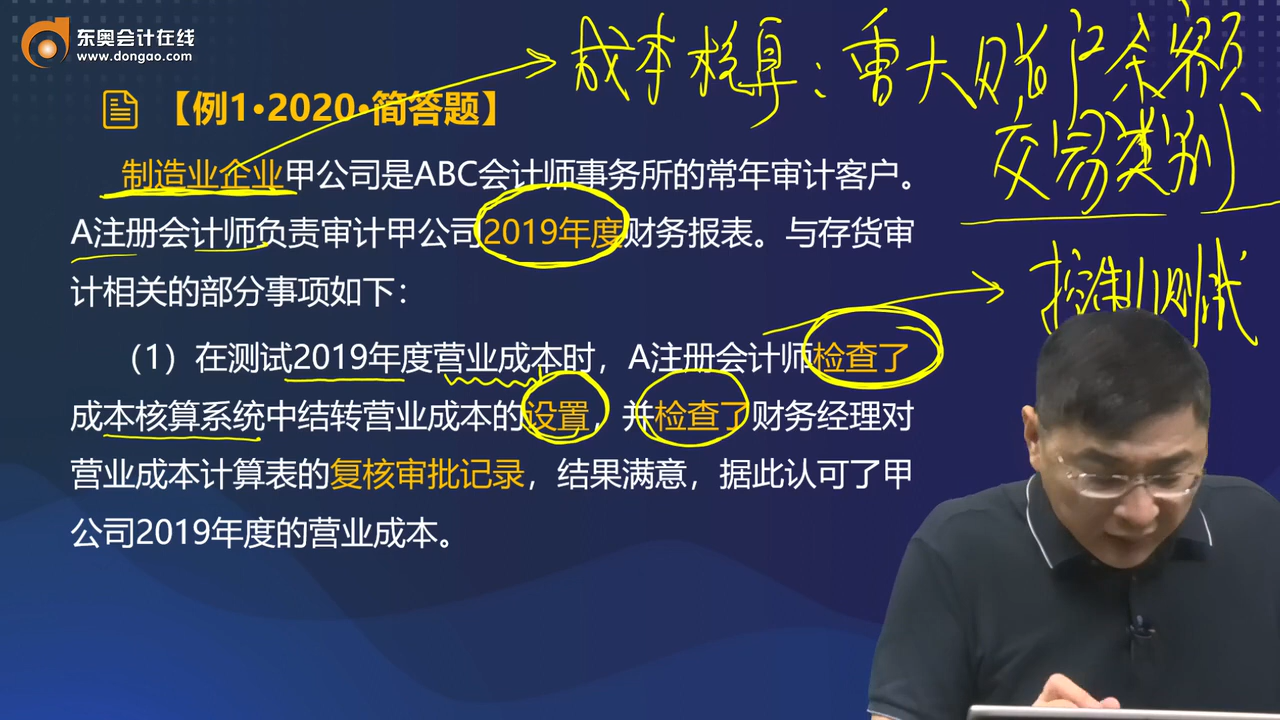 东奥会计在线
www.dongao.com
成本核算：重大账户余额
交易类别
【例1·2020·简答题】
制造业企业甲公司是ABC会计师事务所的常年审计客户。
A注册会计师负责审计甲公司2019年度财务报表。与存货审
计相关的部分事项如下：
控制测试
（1）在测试2019年度营业成本时，A注册会计师检查了
成本核算系统中结转营业成本的设置，并检查了财务经理对
营业成本计算表的复核审批记录，结果满意，据此认可了甲
公司2019年度的营业成本。